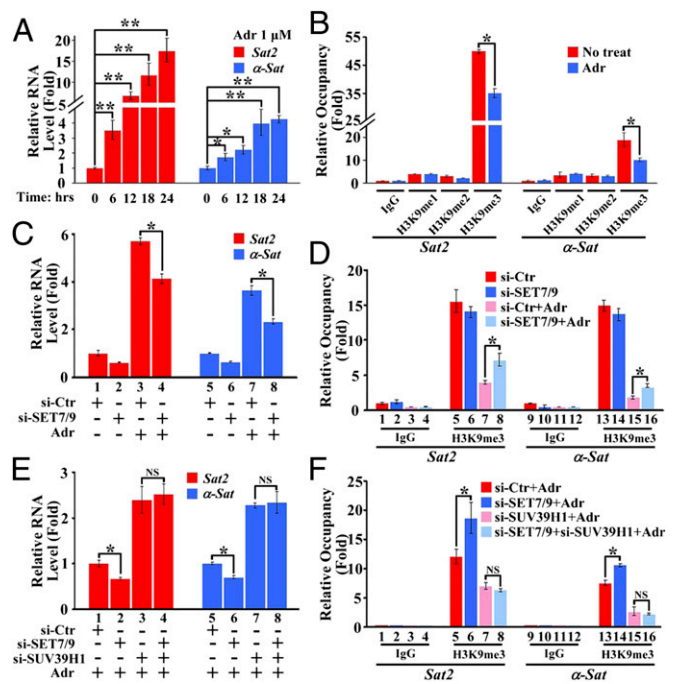 A
Relative RNA
Level (Fold)
20
15
10
5
5
4
3
2
1
Adr 1 μM
Sat2
α-Sat
**
**
**
**
**
**
*
*
Time: hrs
0 6 12 18 24
0 6 12 18 24
B
Relative Occupancy
(Fold)
55
35
15
20
10
0
No treat
Adr
*
*
IgG
H3K9me1
H3K9me2
H3K9me3
IgG
H3K9me1
H3K9me2
H3K9me3
Sat2
α-Sat
C
Relative RNA
Level (Fold)
6
4
2
0
Sat2
α-Sat
*
*
1 2 3 4 5 6 7 8
si-Ctr + - + - + - + -
si-SET7/9 - + - + - + - +
Adr - - + + - - + +
D
Relative Occupancy
(Fold)
20
15
10
5
0
si-Ctr
si-SET7/9
si-Ctr+Adr
si-SET7/9+Adr
*
*
1 2 3 4 5 6 7 8 9 10 11 12 13 14 15 16
IgG
H3K9me3
IgG
H3K9me3
Sat2
α-Sat
E
Relative RNA
Level (Fold)
3
2
1
0
Sat2
α-Sat
NS
NS
*
*
1 2 3 4 5 6 7 8
si-Ctr + - - - + - - -
si-SET7/9 - + - + - + - +
si-SUV39H1 - - + + - - + +
Adr + + + + + + + +
F
Relative Occupancy
(Fold)
25
20
15
10
5
0
si-Ctr+Adr
si-SET7/9+Adr
si-SUV39H1+Adr
si-SET7/9+si-SUV39H1+Adr
*
NS
*
NS
1 2 3 4 5 6 7 8 9 10 11 12 13 14 15 16
IgG
H3K9me3
IgG
H3K9me3
Sat2
α-Sat